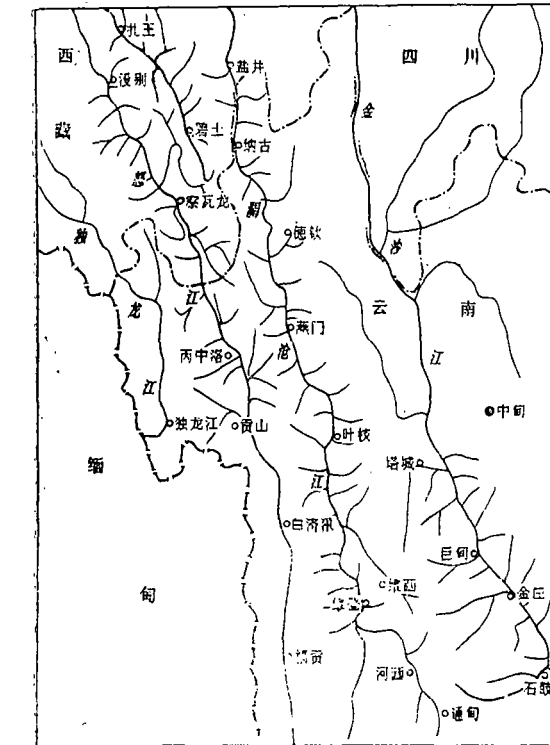 扎玉
西
四川
盐井
没别
金
藏
碧土
纳古
怒
察瓦龙
澜
独
德钦
沙
江
龙
云南
燕门
沧
丙中洛
江
江
中甸
独龙江
贡山
叶枝
塔城
缅
江
白济汛
巨甸
维西
甸
金庄
福贡
河西
石鼓
通甸